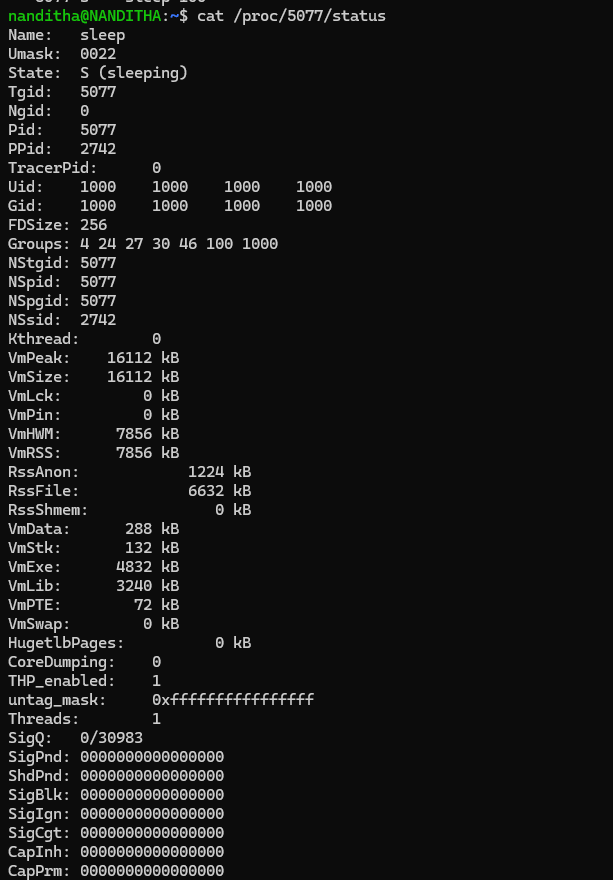 nanditha@NANDITHA:~$ cat /proc/5077/status
Name:   sleep
Umask:  0022
State:  S (sleeping)
Tgid:   5077
Ngid:   0
Pid:    5077
PPid:   2742
TracerPid:      0
Uid:    1000    1000    1000    1000
Gid:    1000    1000    1000    1000
FDSize: 256
Groups: 4 24 27 30 46 100 1000
NStgid: 5077
NSpid:  5077
NSpgid: 5077
NSsid:  2742
Kthread:        0
VmPeak:    16112 kB
VmSize:    16112 kB
VmLck:         0 kB
VmPin:         0 kB
VmHWM:      7856 kB
VmRSS:      7856 kB
RssAnon:            1224 kB
RssFile:            6632 kB
RssShmem:              0 kB
VmData:      288 kB
VmStk:       132 kB
VmExe:      4832 kB
VmLib:      3240 kB
VmPTE:        72 kB
VmSwap:        0 kB
HugetlbPages:          0 kB
CoreDumping:    0
THP_enabled:    1
untag_mask:     0xffffffffffffffff
Threads:        1
SigQ:   0/30983
SigPnd: 0000000000000000
ShdPnd: 0000000000000000
SigBlk: 0000000000000000
SigIgn: 0000000000000000
SigCgt: 0000000000000000
CapInh: 0000000000000000
CapPrm: 0000000000000000